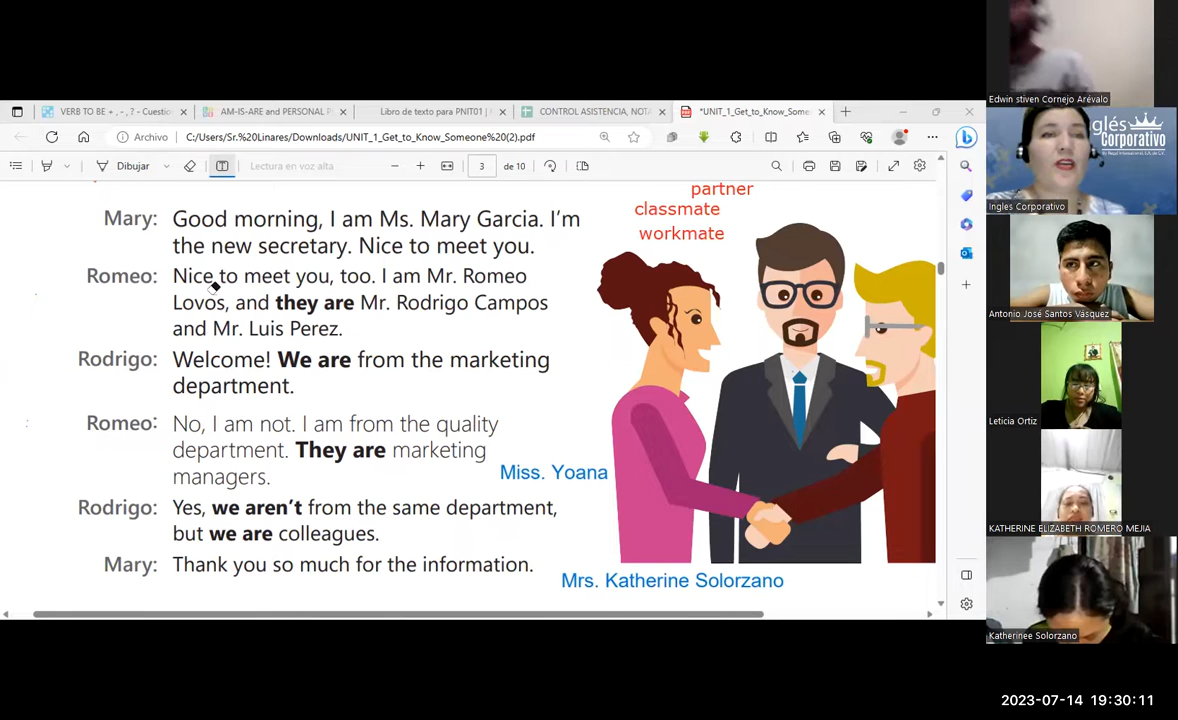 VERB TO BE + , - , ? - Cuestio
AM-IS-ARE and PERSONAL P
Libro de texto para PNIT01 |
CONTROL ASISTENCIA, NOTA
*UNIT_1_Get_to_Know_Someon
Archivo
C:/Users/Sr.%20Linares/Downloads/UNIT_1_Get_to_Know_Someone%20(2).pdf
Dibujar
Lectura en voz alta
3
de 10
partner
classmate
workmate
Mary: Good morning, I am Ms. Mary Garcia. I'm
the new secretary. Nice to meet you.
Romeo: Nice to meet you, too. I am Mr. Romeo
Lovos, and they are Mr. Rodrigo Campos
and Mr. Luis Perez.
Rodrigo: Welcome! We are from the marketing
department.
Romeo: No, I am not. I am from the quality
department. They are marketing
managers.
Miss. Yoana
Rodrigo: Yes, we aren't from the same department,
but we are colleagues.
Mary: Thank you so much for the information.
Mrs. Katherine Solorzano
Edwin stiven Cornejo Arévalo
glés
Corporativo
Ingles Corporativo
Antonio José Santos Vásquez
Leticia Ortiz
KATHERINE ELIZABETH ROMERO MEJIA
Katherinee Solorzano
2023-07-14 19:30:11